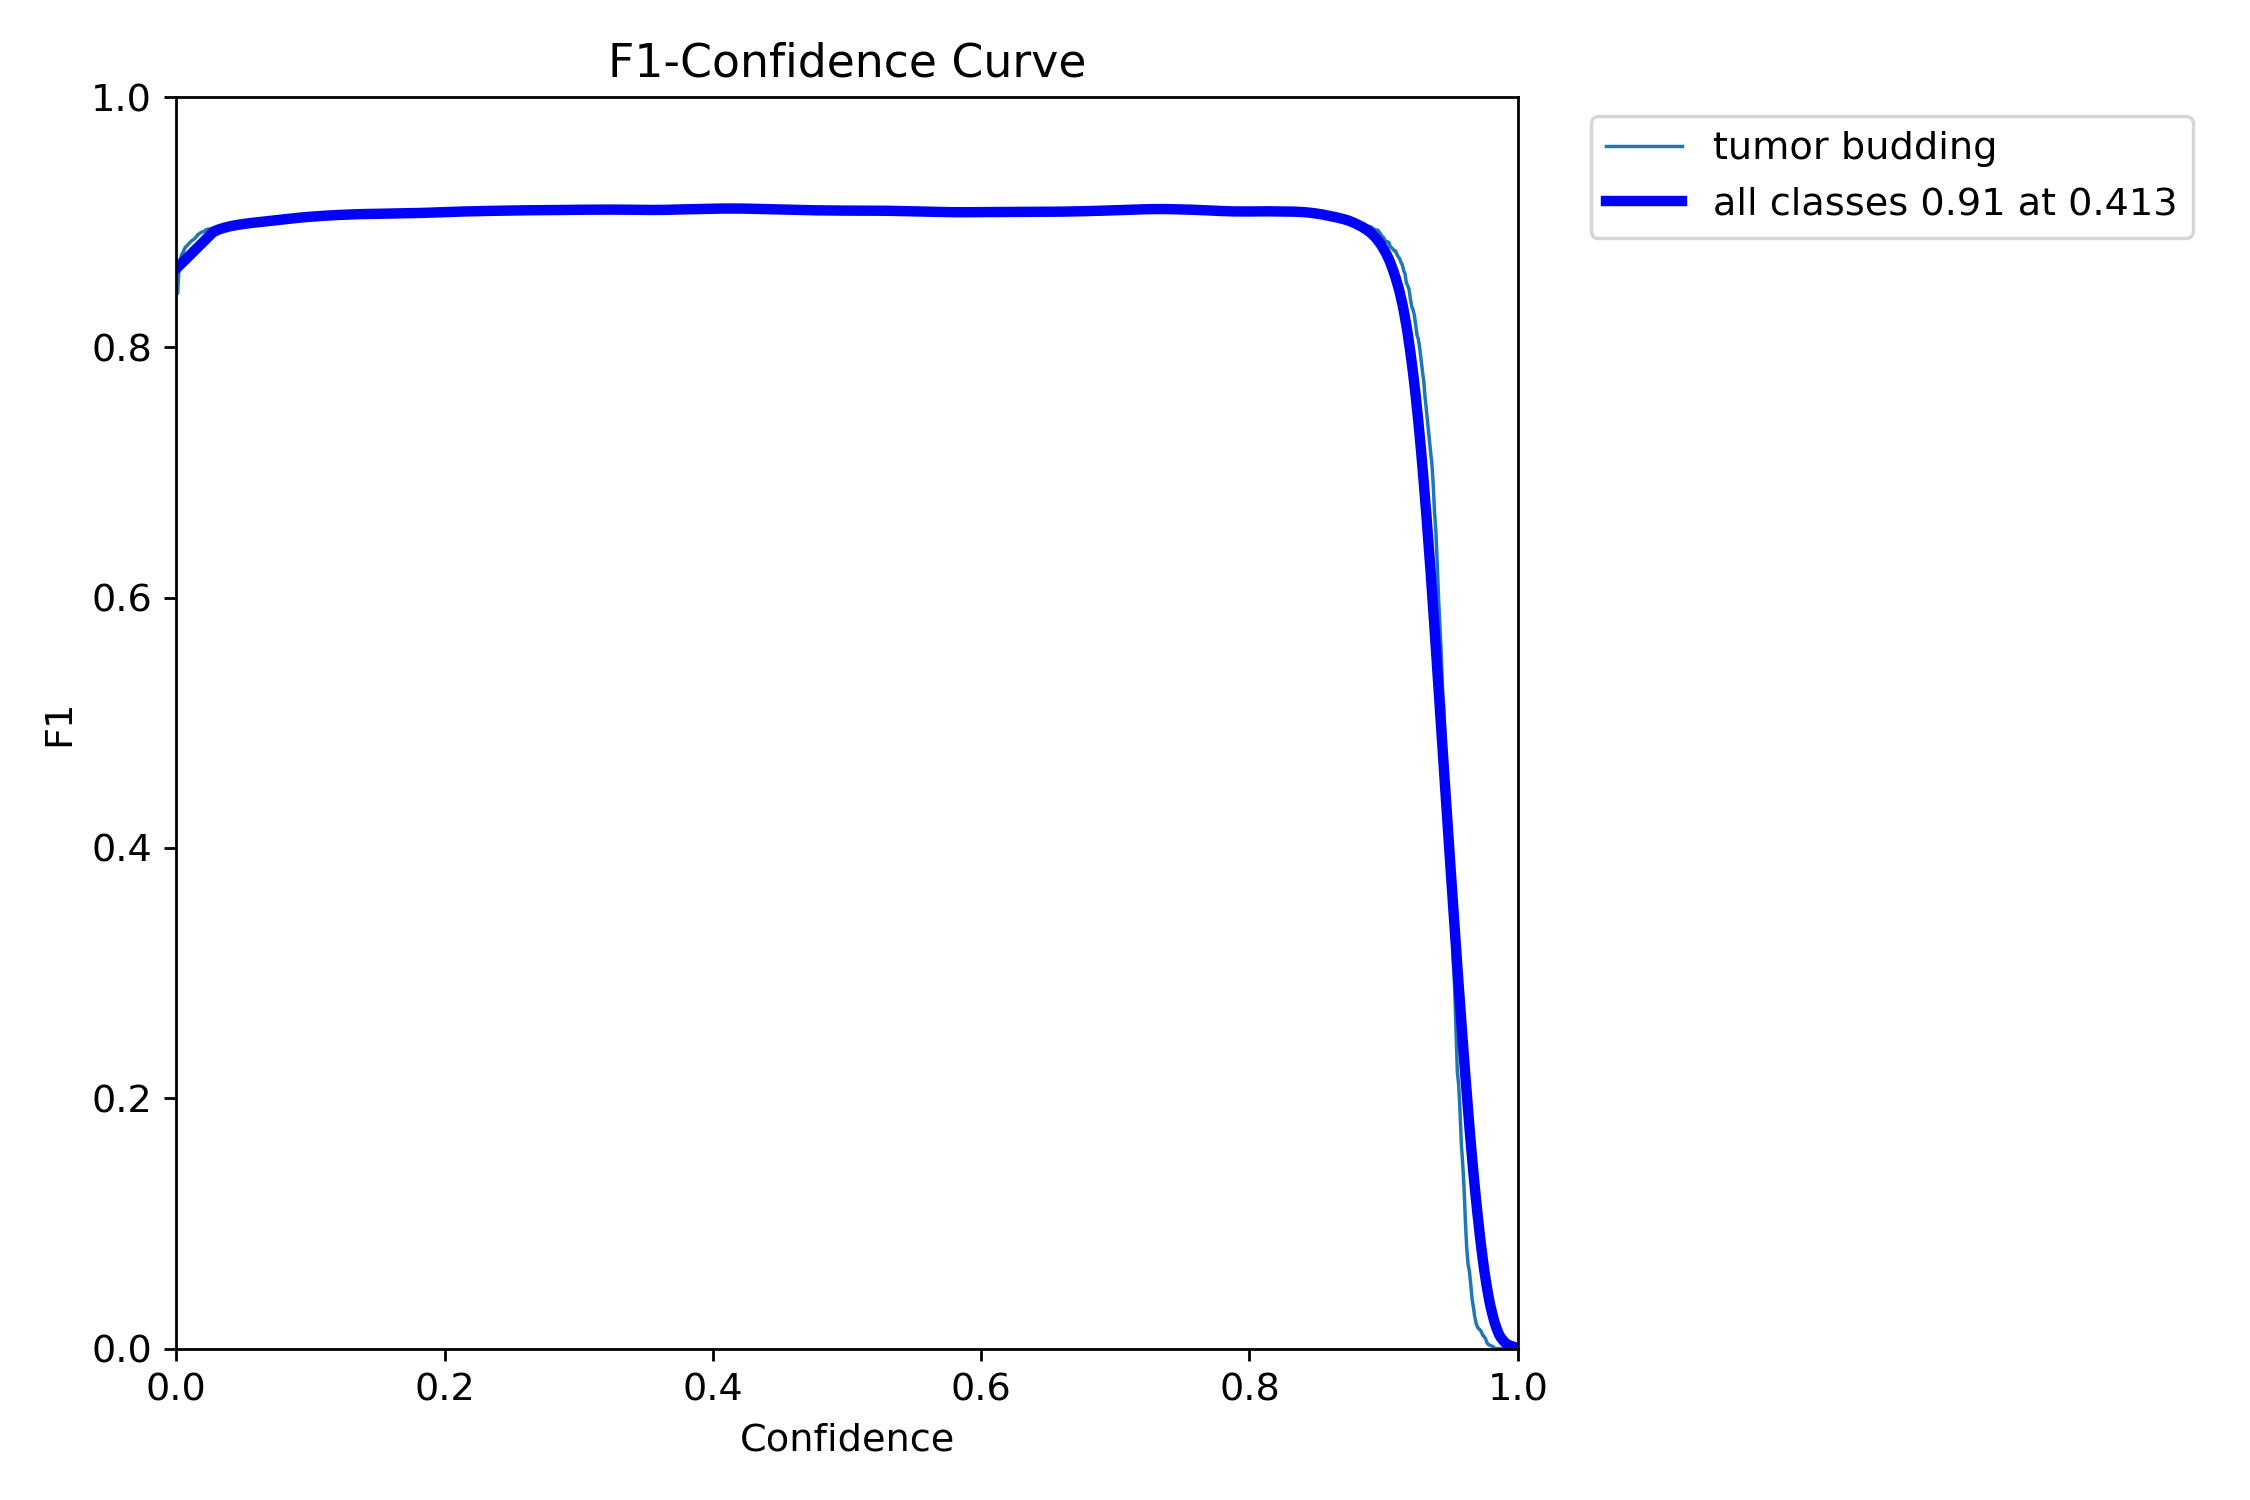 F1-Confidence Curve
tumor budding
all classes 0.91 at 0.413
1.0
0.8
0.6
0.4
0.2
0.0
F1
0.0 0.2 0.4 0.6 0.8 1.0
Confidence